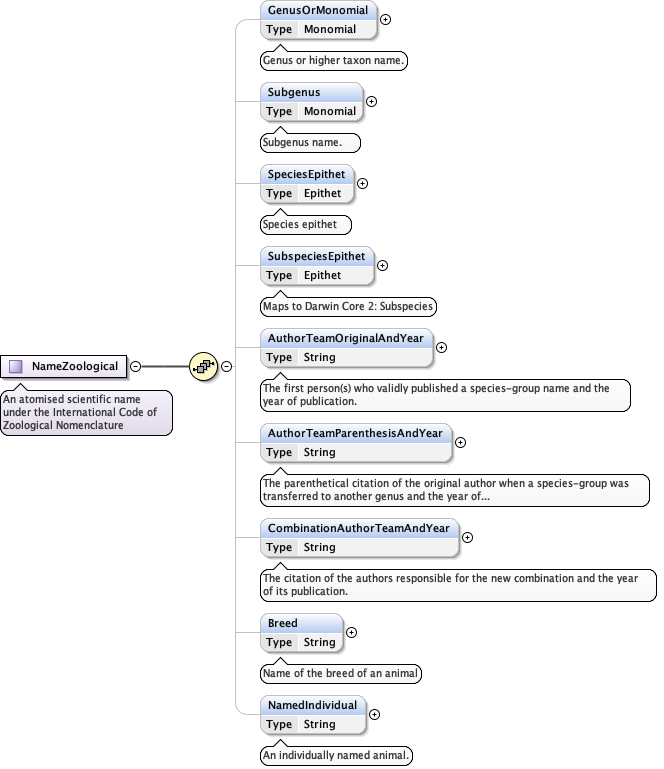 GenusOrMonomial
Type Monomial
Genus or higher taxon name.
Subgenus
Type Monomial
Subgenus name.
SpeciesEpithet
Type Epithet
Species epithet
SubspeciesEpithet
Type Epithet
Maps to Darwin Core 2: Subspecies
NameZoological
An atomised scientific name
under the International Code of
Zoological Nomenclature
AuthorTeamOriginalAndYear
Type String
The first person(s) who validly published a species-group name and the
year of publication.
AuthorTeamParenthesisAndYear
Type String
The parenthetical citation of the original author when a species-group was
transferred to another genus and the year of...
CombinationAuthorTeamAndYear
Type String
The citation of the authors responsible for the new combination and the year
of its publication.
Breed
Type String
Name of the breed of an animal
NamedIndividual
Type String
An individually named animal.